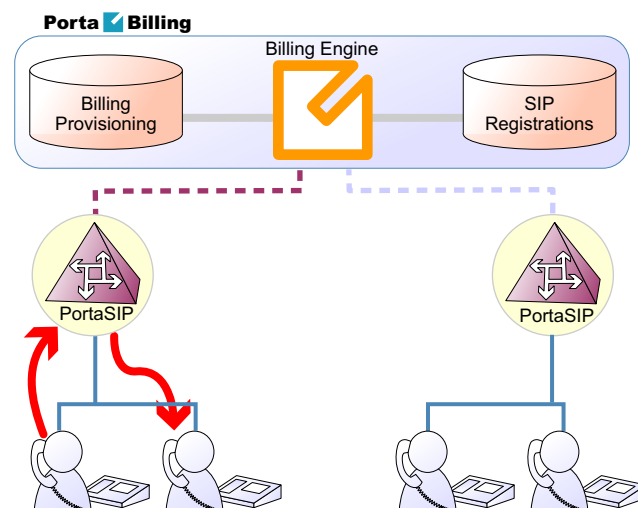 Porta Billing
Billing Engine
Billing
Provisioning
SIP
Registrations
PortaSIP
PortaSIP